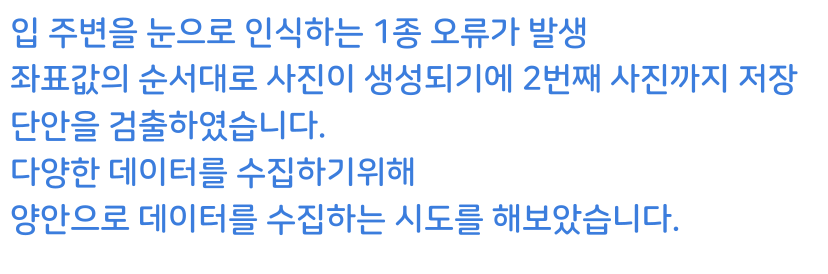 입 주변을 눈으로 인식하는 1종 오류가 발생
좌표값의 순서대로 사진이 생성되기에 2번째 사진까지 저장
단안을 검출하였습니다.
다양한 데이터를 수집하기위해
양안으로 데이터를 수집하는 시도를 해보았습니다.